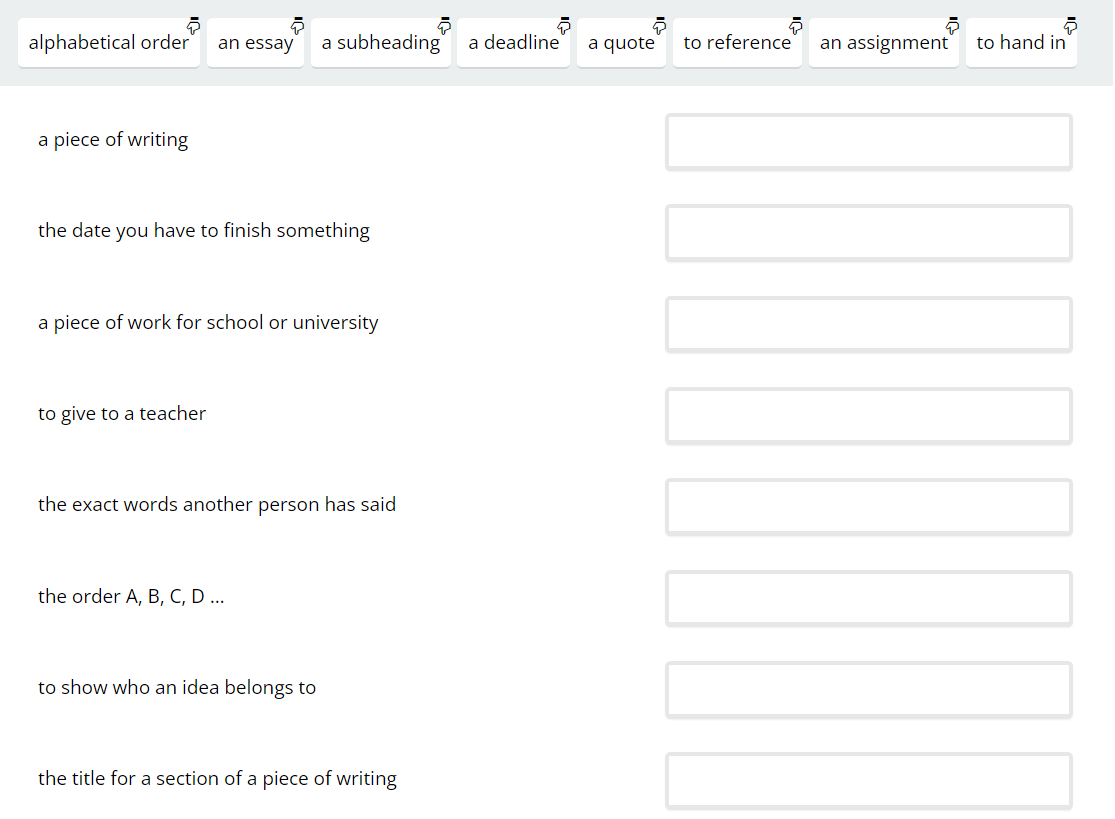 alphabetical order an essay a subheading a deadline a quote to reference an assignment to hand in
a piece of writing
the date you have to finish something
a piece of work for school or university
to give to a teacher
the exact words another person has said
the order A, B, C, D ...
to show who an idea belongs to
the title for a section of a piece of writing